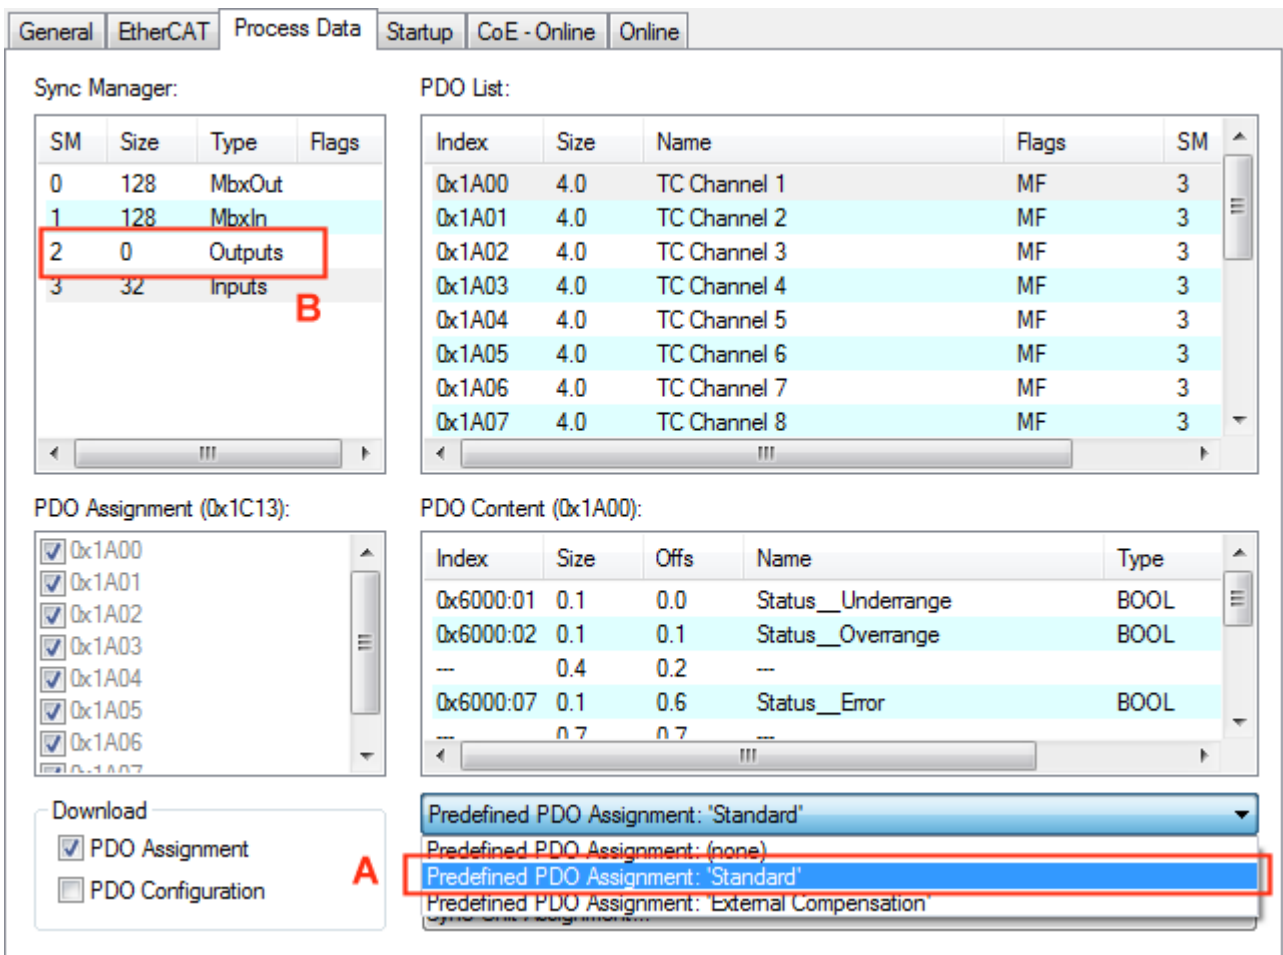 General EtherCAT Process Data Startup CoE - Online Online
Sync Manager:
SM Size Type Flags
0 128 MbxOut
1 128 MbxIn
2 0 Outputs
3 32 Inputs
B
PDO List:
Index Size Name Flags SM
0x1A00 4.0 TC Channel 1 MF 3
0x1A01 4.0 TC Channel 2 MF 3
0x1A02 4.0 TC Channel 3 MF 3
0x1A03 4.0 TC Channel 4 MF 3
0x1A04 4.0 TC Channel 5 MF 3
0x1A05 4.0 TC Channel 6 MF 3
0x1A06 4.0 TC Channel 7 MF 3
0x1A07 4.0 TC Channel 8 MF 3
PDO Assignment (0x1C13):
0x1A00
0x1A01
0x1A02
0x1A03
0x1A04
0x1A05
0x1A06
0x1A07
PDO Content (0x1A00):
Index Size Offs Name Type
0x6000:01 0.1 0.0 Status__Underrange BOOL
0x6000:02 0.1 0.1 Status__Overrange BOOL
--- 0.4 0.2 ---
0x6000:07 0.1 0.6 Status__Error BOOL
--- 0.7 0.7 ---
Download
PDO Assignment
PDO Configuration
A
Predefined PDO Assignment: 'Standard'
Predefined PDO Assignment: (none)
Predefined PDO Assignment: 'Standard'
Predefined PDO Assignment: 'External Compensation'
Sync Unit Assignment...